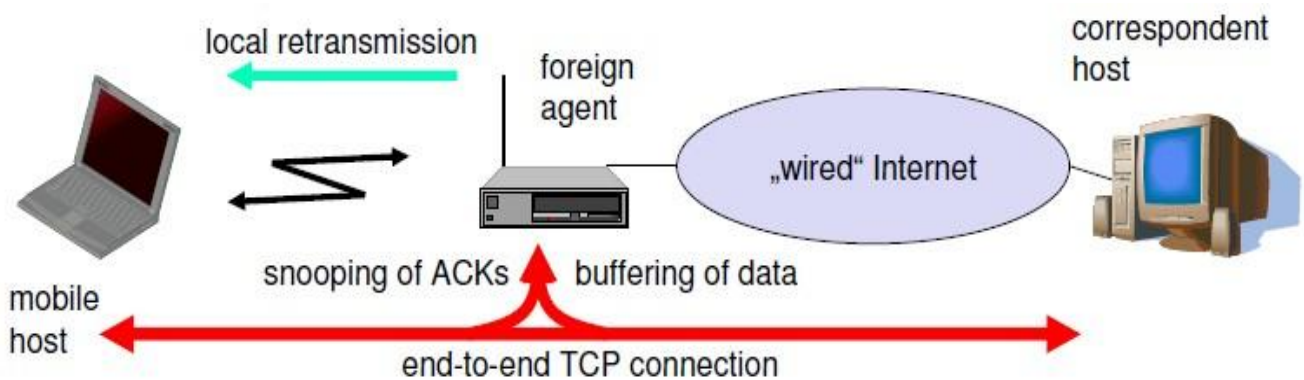 local retransmission
foreign
agent
correspondent
host
„wired“ Internet
snooping of ACKs
buffering of data
mobile
host
end-to-end TCP connection